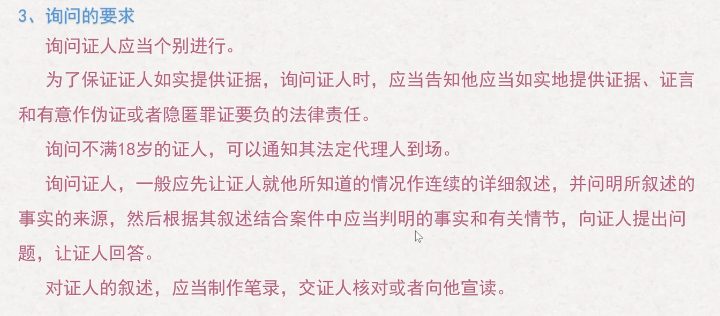 3、询问的要求
询问证人应当个别进行。
为了保证证人如实提供证据，询问证人时，应当告知他应当如实地提供证据、证言
和有意作伪证或者隐匿罪证要负的法律责任。
询问不满18岁的证人，可以通知其法定代理人到场。
询问证人，一般应先让证人就他所知道的情况作连续的详细叙述，并问明所叙述的
事实的来源，然后根据其叙述结合案件中应当判明的事实和有关情节，向证人提出问
题，让证人回答。
对证人的叙述，应当制作笔录，交证人核对或者向他宣读。